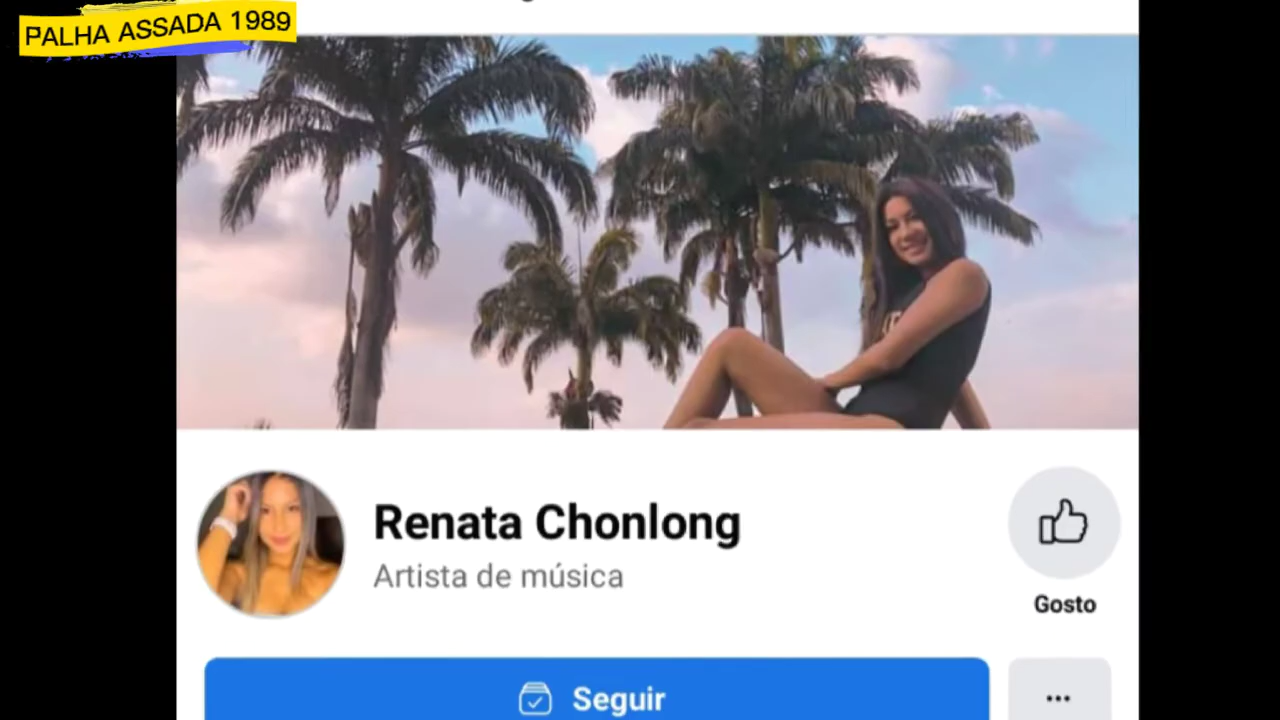 PALHA ASSADA 1989
Renata Chonlong
Artista de música
Gosto
Seguir
...